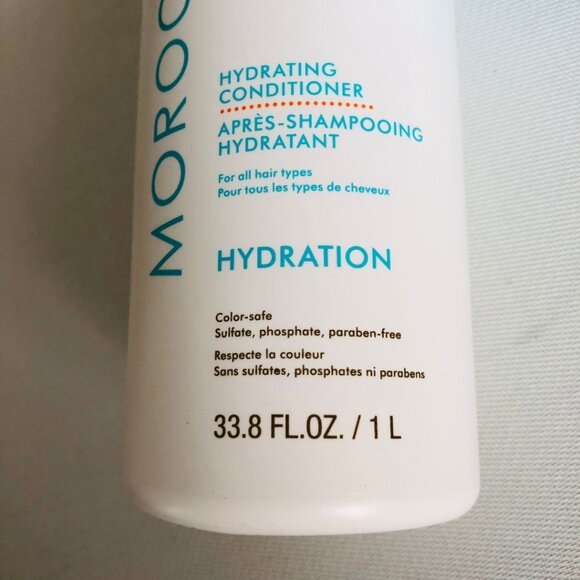 MOROC
HYDRATING
CONDITIONER
APRÈS-SHAMPOOING
HYDRATANT
For all hair types
Pour tous les types de cheveux
HYDRATION
Color-safe
Sulfate, phosphate, paraben-free
Respecte la couleur
Sans sulfates, phosphates ni parabens
33.8 FL.OZ. / 1 L